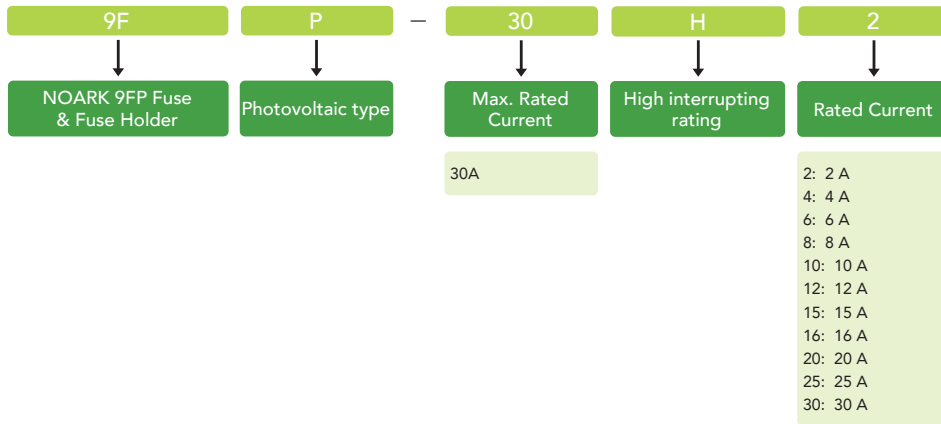 9F P – 30 H 2
NOARK 9FP Fuse
& Fuse Holder
Photovoltaic type
Max. Rated
Current
High interrupting
rating
Rated Current
30A
2: 2 A
4: 4 A
6: 6 A
8: 8 A
10: 10 A
12: 12 A
15: 15 A
16: 16 A
20: 20 A
25: 25 A
30: 30 A